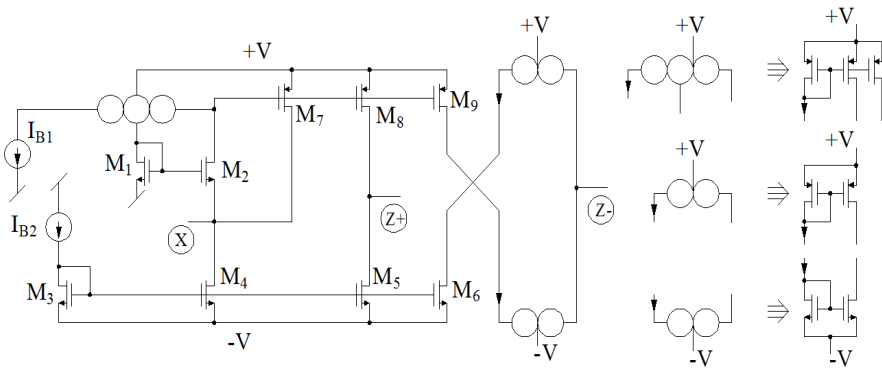 +V
+V
+V
I_B1
M_7
M_8
M_9
M_1
M_2
I_B2
X
Z+
Z-
+V
M_3
M_4
M_5
M_6
-V
-V
-V
-V
+V
+V